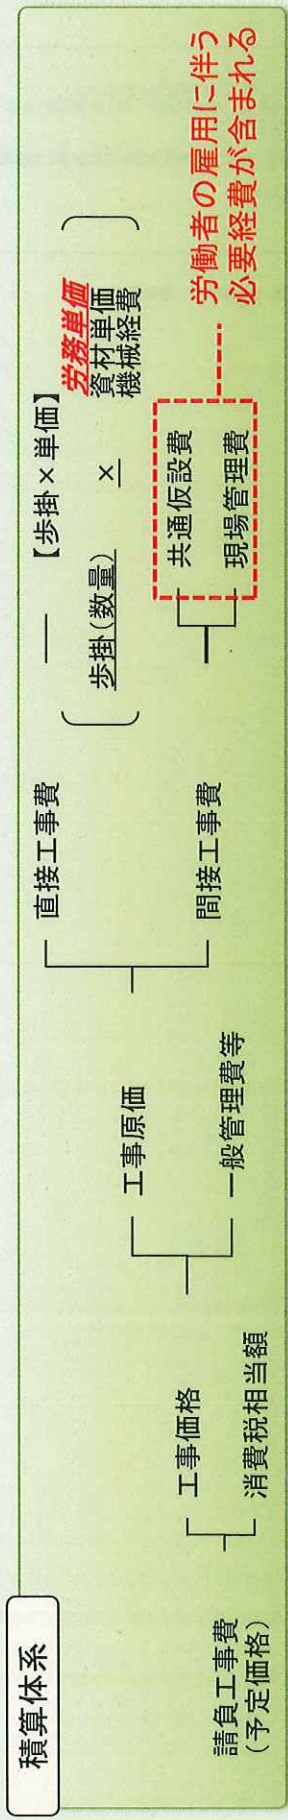 積算体系
請負工事費
（予定価格）
工事価格
消費税相当額
工事原価
一般管理費等
直接工事費
間接工事費
【歩掛×単価】
歩掛（数量）
×
労務単価
資材単価
機械経費
共通仮設費
現場管理費
労働者の雇用に伴う
必要経費が含まれる